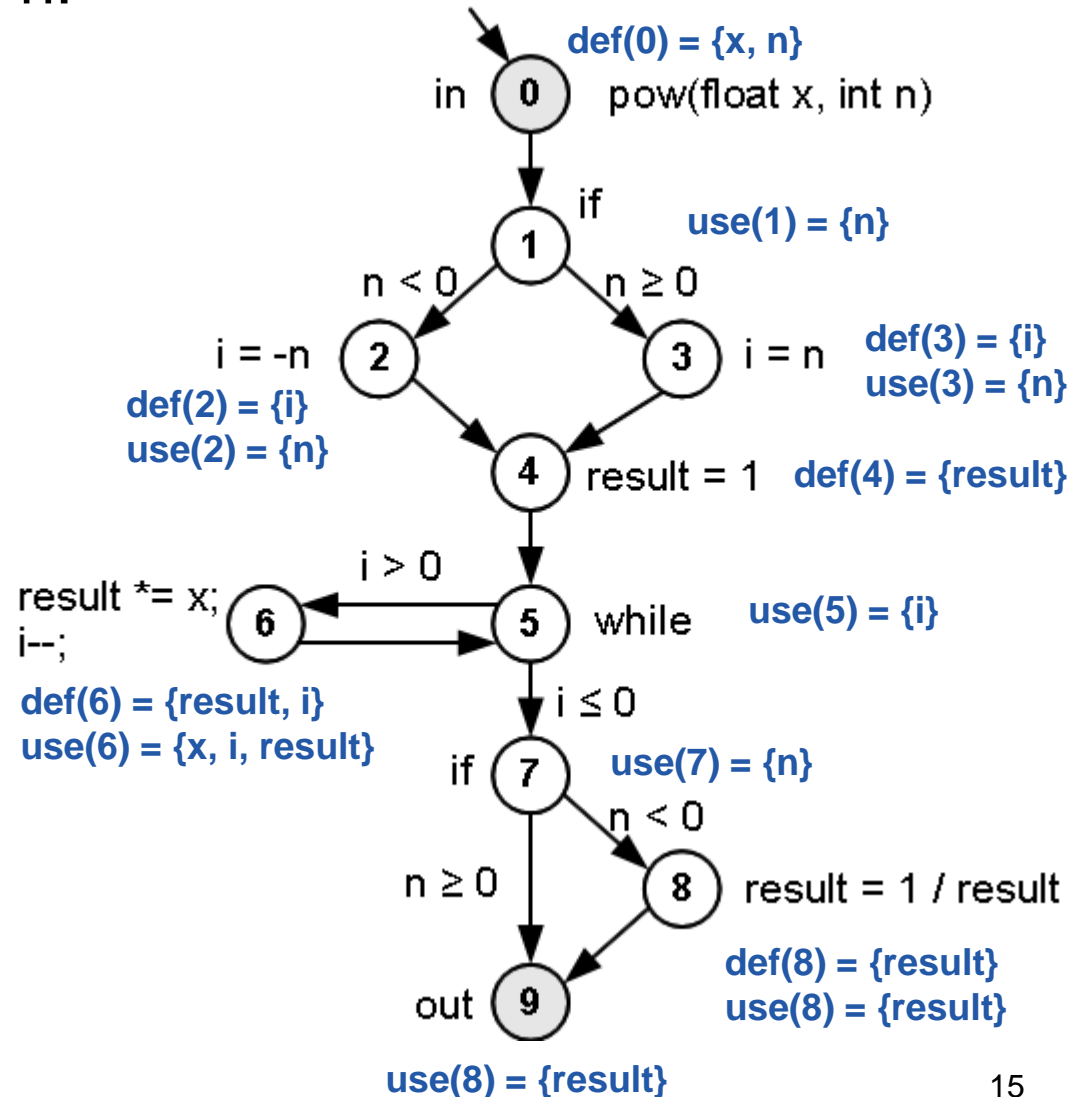 def(0) = {x, n}
in 0 pow(float x, int n)
if
1 use(1) = {n}
n < 0 n ≥ 0
i = -n 2 3 i = n
def(3) = {i}
use(3) = {n}
def(2) = {i}
use(2) = {n}
4 result = 1 def(4) = {result}
i > 0
result *= x;
i--;
6 5 while use(5) = {i}
def(6) = {result, i}
use(6) = {x, i, result}
i ≤ 0
if 7 use(7) = {n}
n < 0
n ≥ 0 8 result = 1 / result
def(8) = {result}
use(8) = {result}
out 9
use(8) = {result}
15